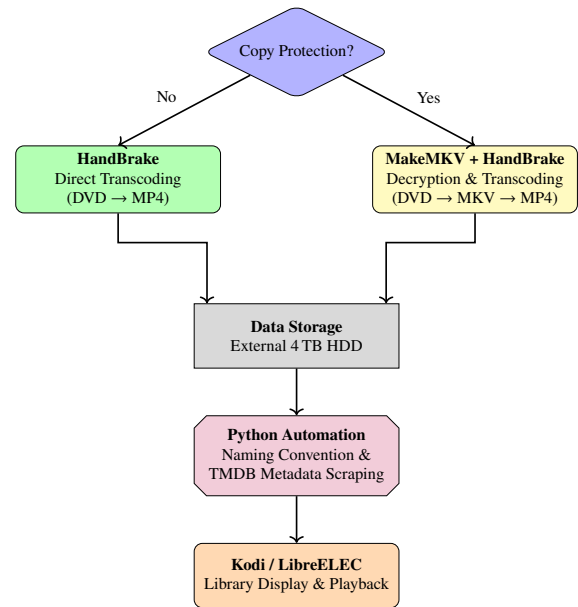 Copy Protection?
No
Yes
HandBrake
Direct Transcoding
(DVD → MP4)
MakeMKV + HandBrake
Decryption & Transcoding
(DVD → MKV → MP4)
Data Storage
External 4 TB HDD
Python Automation
Naming Convention &
TMDB Metadata Scraping
Kodi / LibreELEC
Library Display & Playback